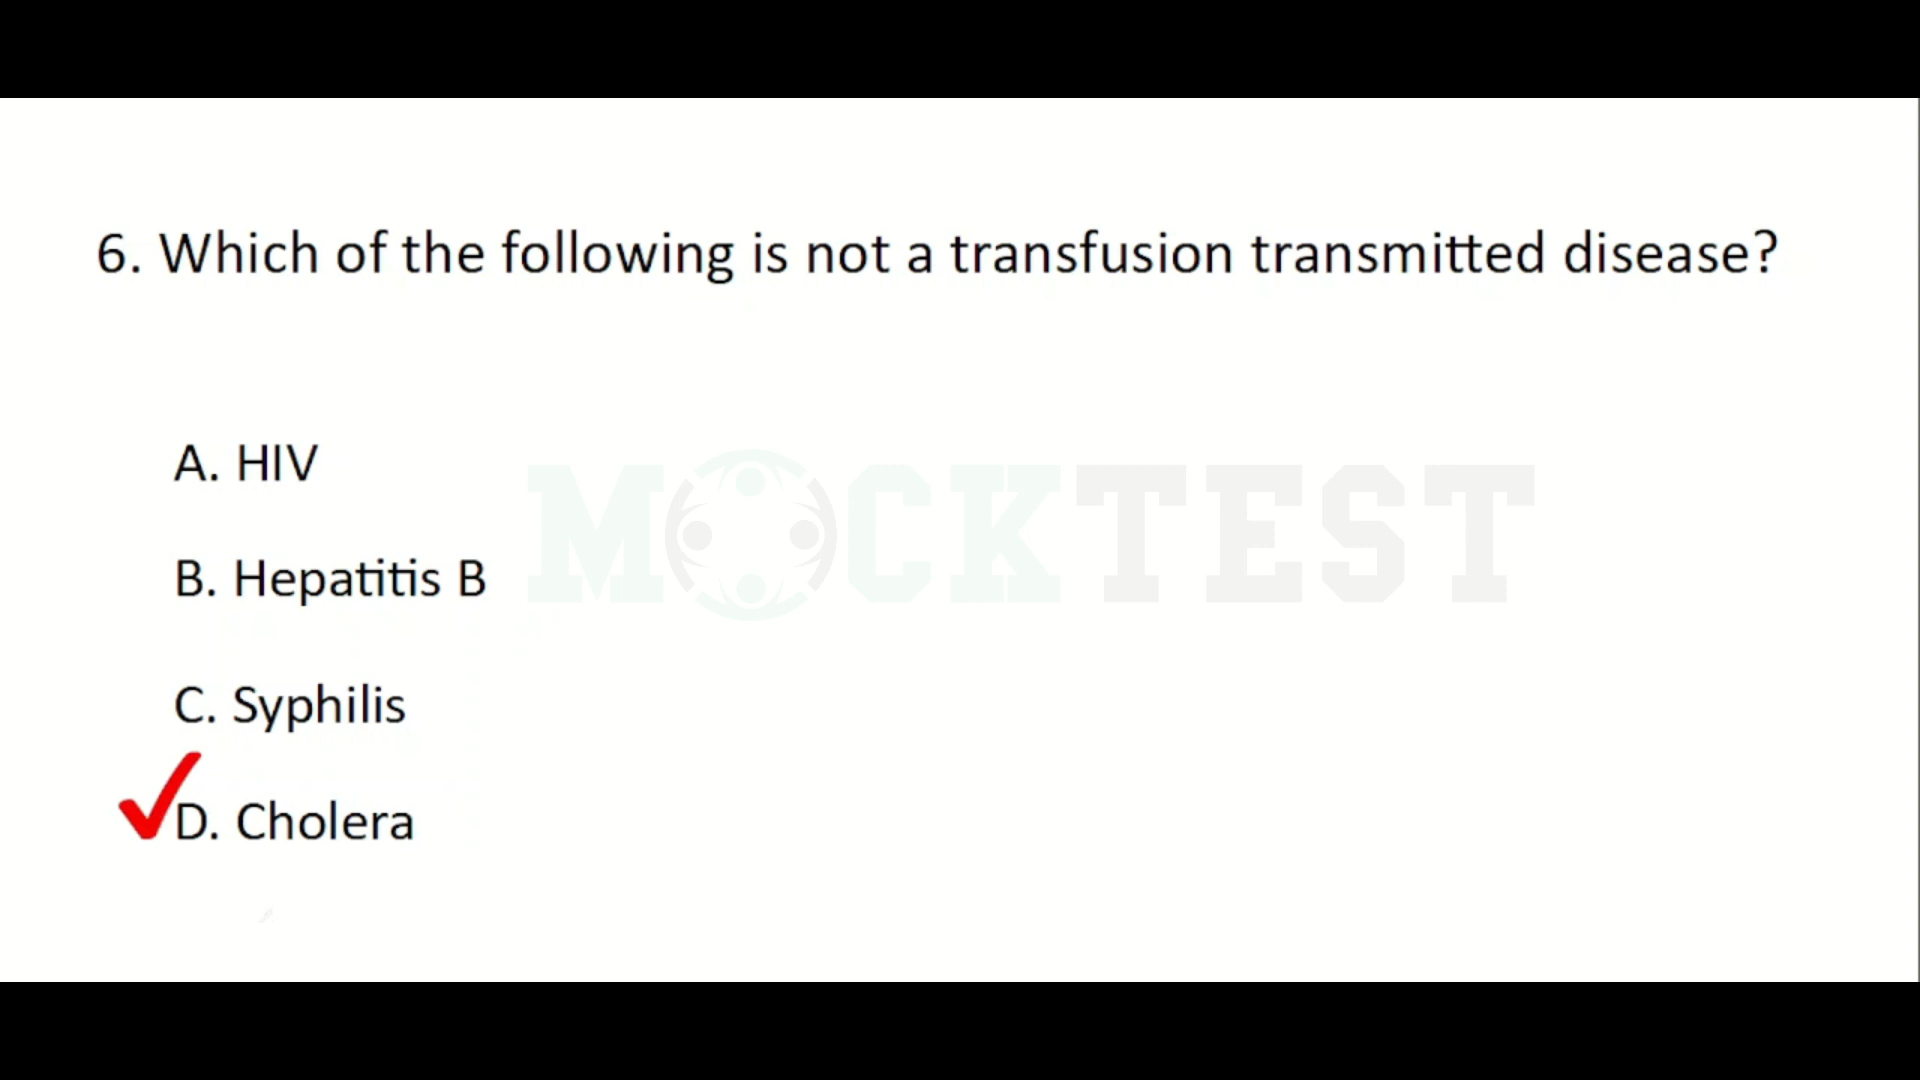 6. Which of the following is not a transfusion transmitted disease?
A. HIV
MOCKTEST
B. Hepatitis B
C. Syphilis
D. Cholera